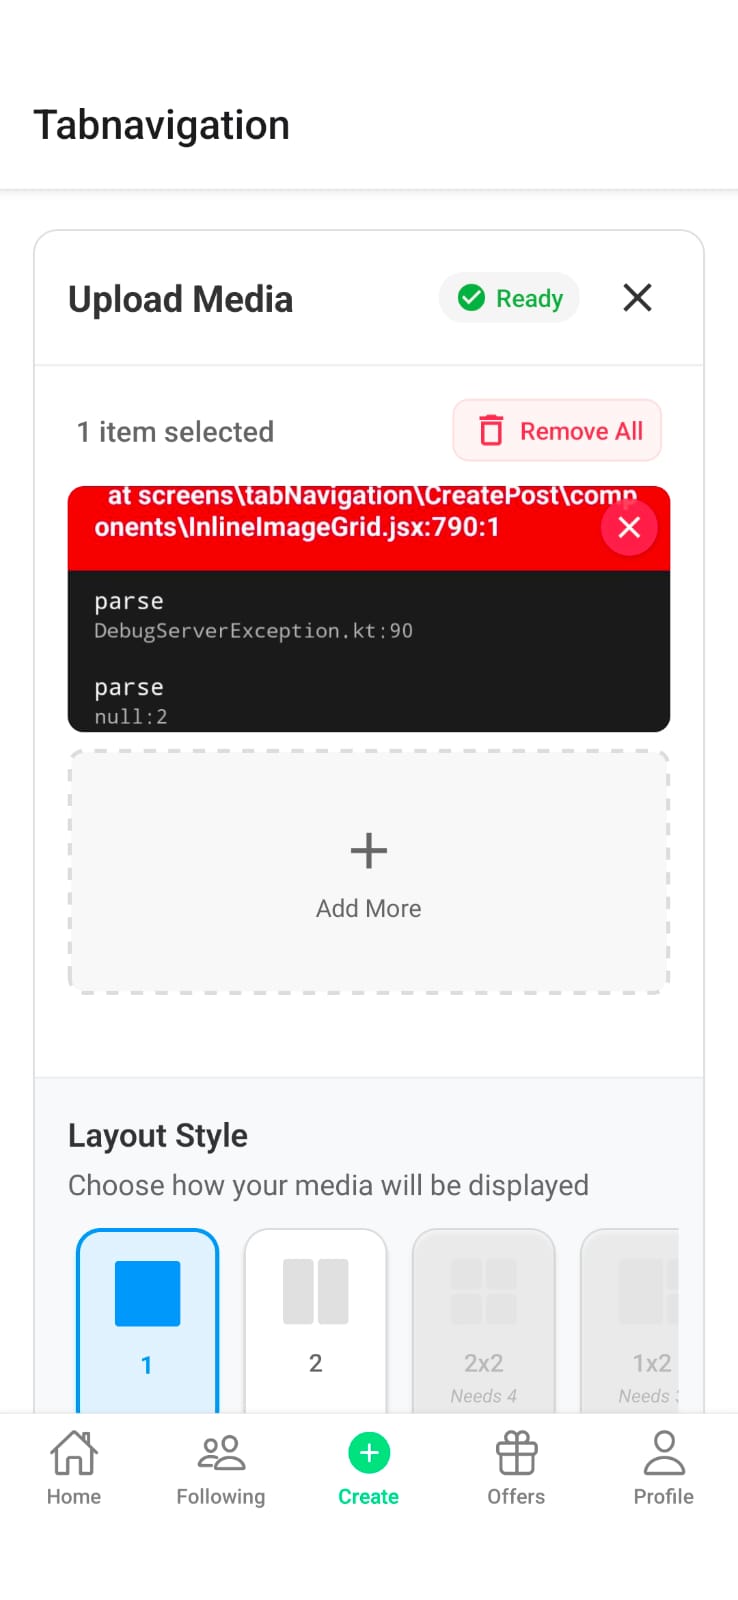 Tabnavigation
Upload Media
Ready
1 item selected
Remove All
at screens\tabNavigation\CreatePost\comp
onents\InlineImageGrid.jsx:790:1
parse
DebugServerException.kt:90
parse
null:2
Add More
Layout Style
Choose how your media will be displayed
1
2
2x2
1x2
Needs 4
Needs
Home
Following
Create
Offers
Profile